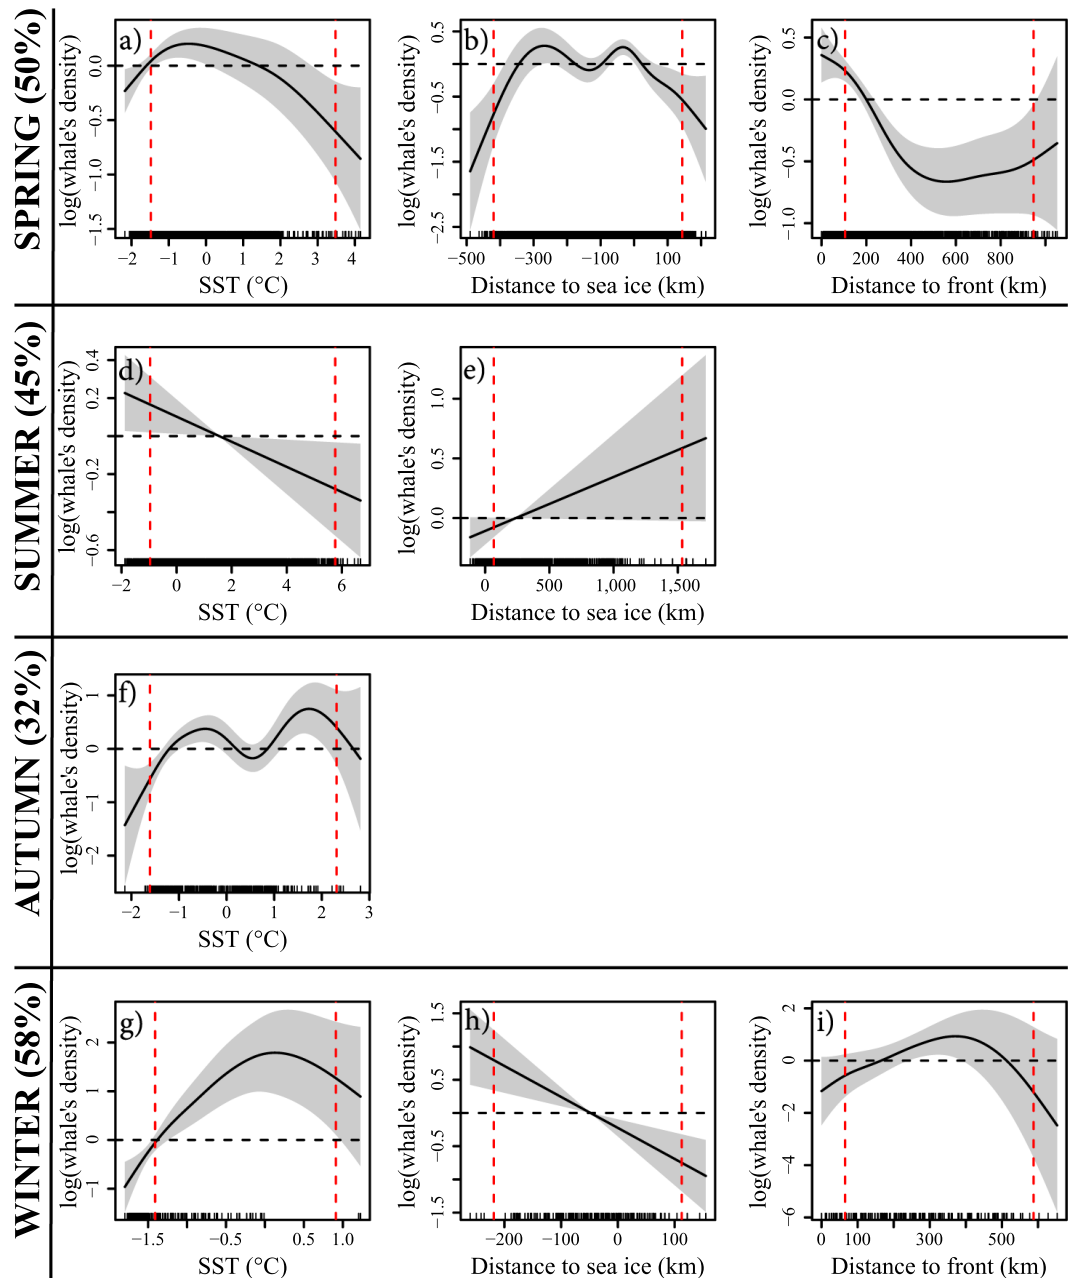 SPRING (50%)
a)
log(whale's density)
0.0
−0.5
−1.0
−1.5
−2
−1
0
1
2
3
4
SST (°C)
b)
log(whale's density)
0.5
−0.5
−1.5
−2.5
−500
−300
−100
100
Distance to sea ice (km)
c)
log(whale's density)
0.5
0.0
−0.5
−1.0
0
200
400
600
800
Distance to front (km)
SUMMER (45%)
d)
log(whale's density)
0.4
0.2
−0.2
−0.6
−2
0
2
4
6
SST (°C)
e)
log(whale's density)
1.0
0.5
0.0
0
500
1,000
1,500
Distance to sea ice (km)
AUTUMN (32%)
f)
log(whale's density)
1
0
−1
−2
−2
−1
0
1
2
3
SST (°C)
WINTER (58%)
g)
log(whale's density)
2
1
0
−1
−1.5
−0.5
0.5
1.0
SST (°C)
h)
log(whale's density)
1.5
0.5
−0.5
−1.5
−200
−100
0
100
Distance to sea ice (km)
i)
log(whale's density)
2
0
−2
−4
−6
0
100
300
500
Distance to front (km)